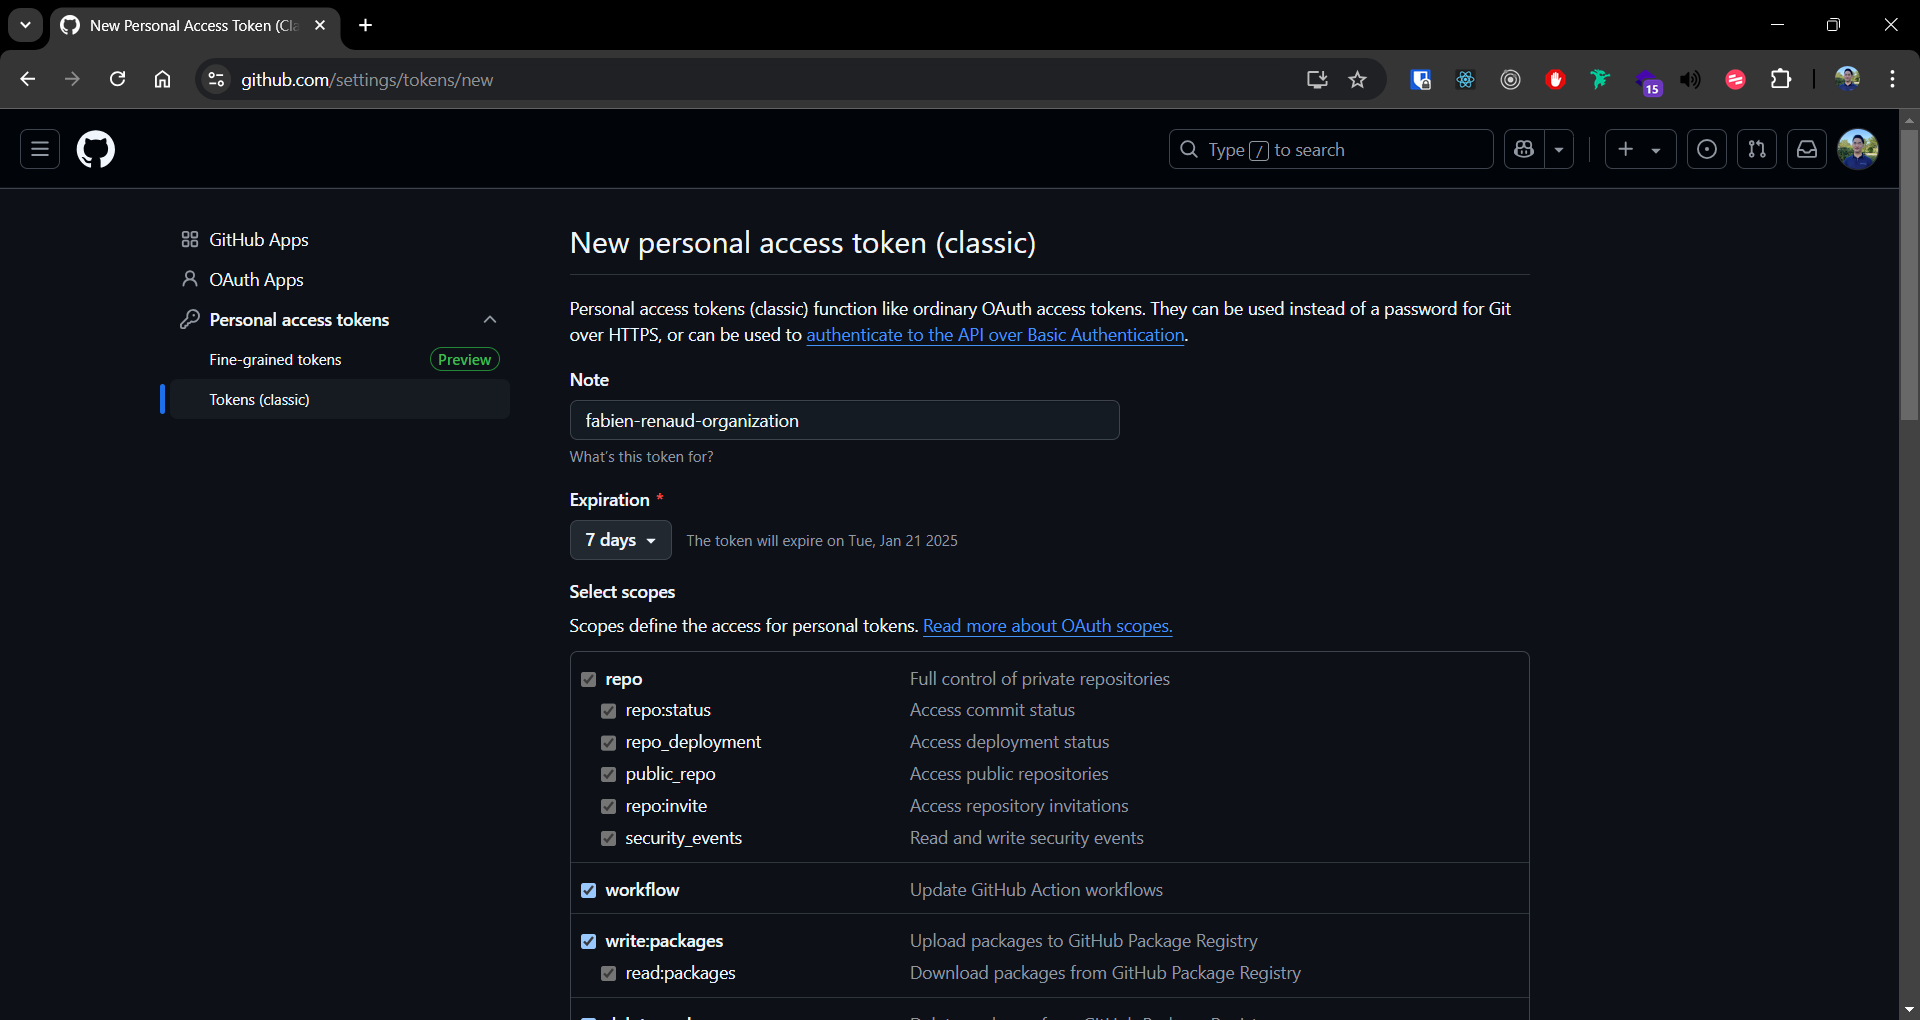 New Personal Access Token (Cla
github.com/settings/tokens/new
15
Type / to search
GitHub Apps
OAuth Apps
Personal access tokens
Fine-grained tokens Preview
Tokens (classic)
New personal access token (classic)
Personal access tokens (classic) function like ordinary OAuth access tokens. They can be used instead of a password for Git
over HTTPS, or can be used to authenticate to the API over Basic Authentication.
Note
fabien-renaud-organization
What's this token for?
Expiration *
7 days The token will expire on Tue, Jan 21 2025
Select scopes
Scopes define the access for personal tokens. Read more about OAuth scopes.
repo Full control of private repositories
repo:status Access commit status
repo_deployment Access deployment status
public_repo Access public repositories
repo:invite Access repository invitations
security_events Read and write security events
workflow Update GitHub Action workflows
write:packages Upload packages to GitHub Package Registry
read:packages Download packages from GitHub Package Registry